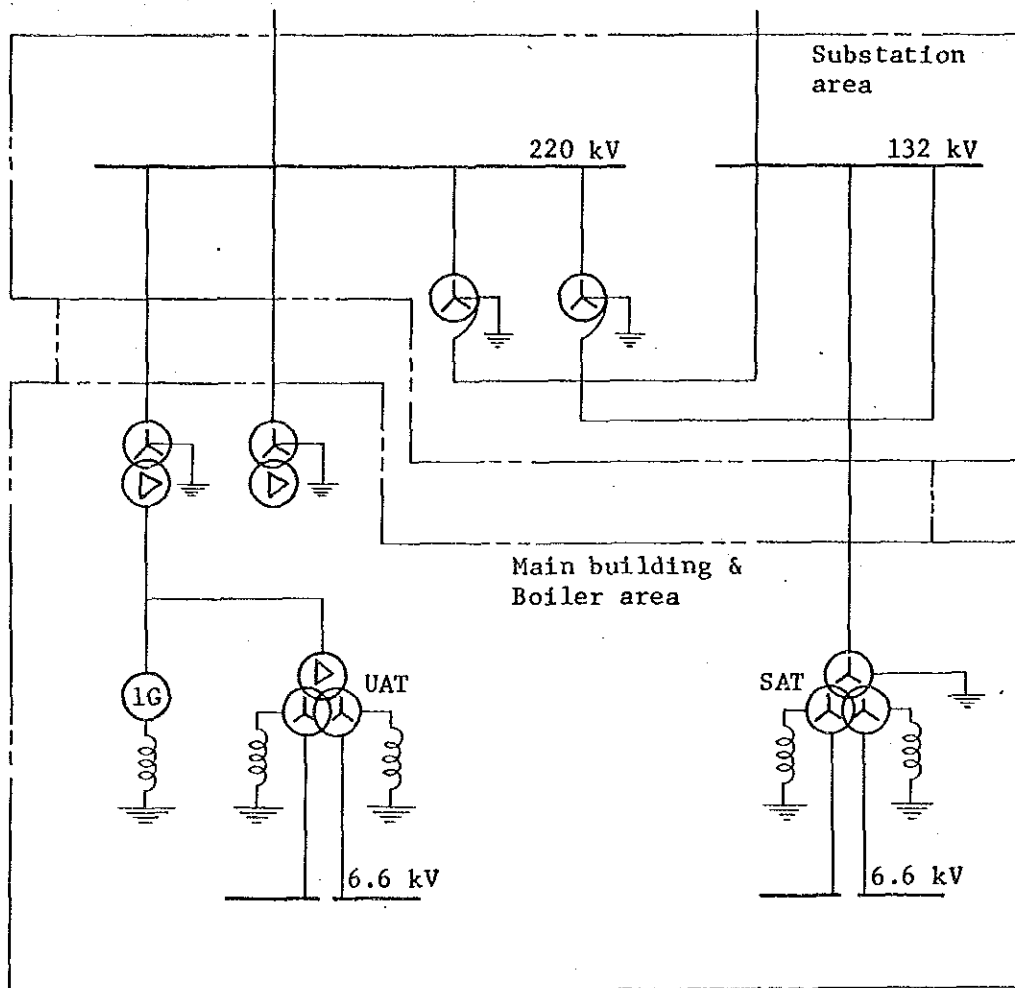 Substation
area
220 kV
132 kV
Main building &
Boiler area
1G
UAT
SAT
6.6 kV
6.6 kV